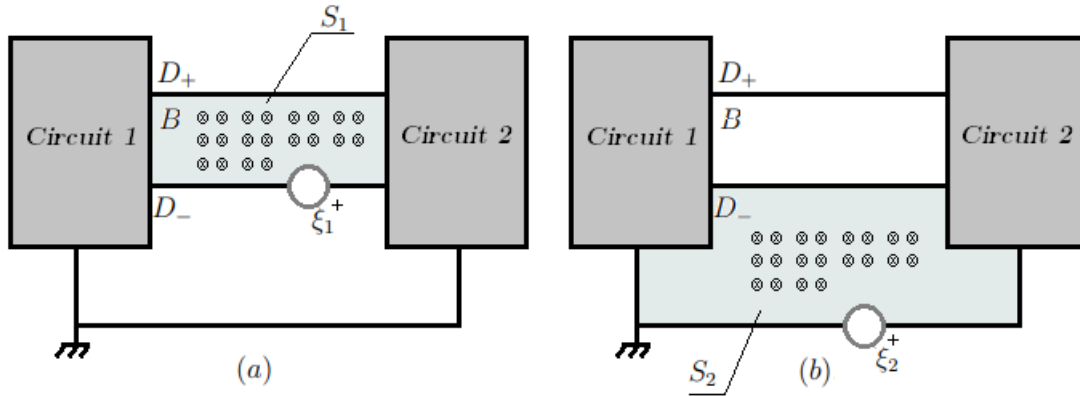 S₁
D₊
B
Circuit 1
Circuit 2
D₋
ξ₁⁺
(a)
D₊
B
Circuit 1
Circuit 2
D₋
ξ₂⁺
S₂
(b)